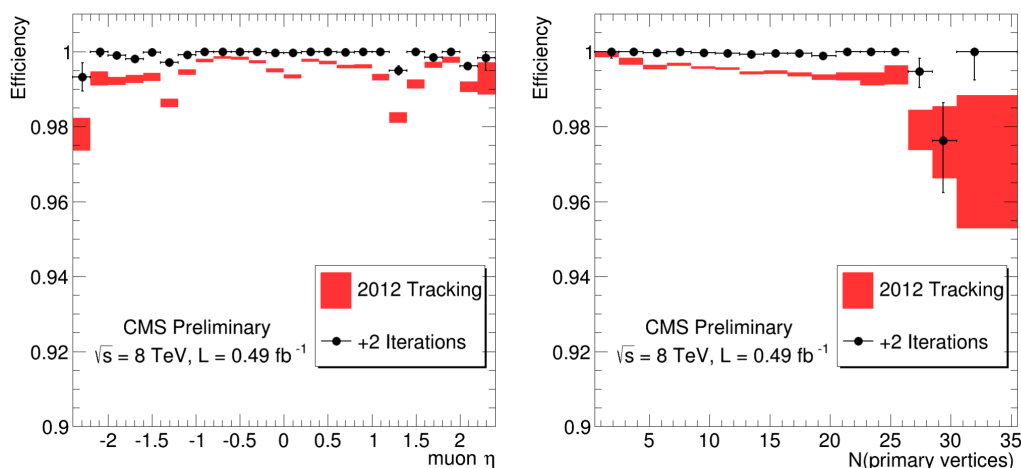 Efficiency
1
0.98
0.96
0.94
0.92
0.9
2012 Tracking
+2 Iterations
CMS Preliminary
√s = 8 TeV, L = 0.49 fb⁻¹
-2 -1.5 -1 -0.5 0 0.5 1 1.5 2
muon η
Efficiency
1
0.98
0.96
0.94
0.92
0.9
2012 Tracking
+2 Iterations
CMS Preliminary
√s = 8 TeV, L = 0.49 fb⁻¹
5 10 15 20 25 30 35
N(primary vertices)